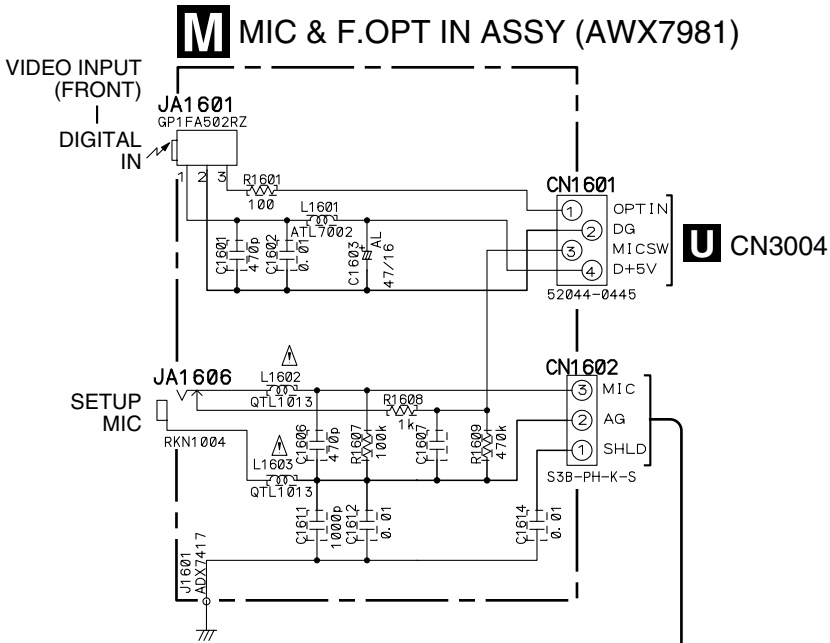 M MIC & F.OPT IN ASSY (AWX7981)
VIDEO INPUT
(FRONT)
DIGITAL
IN
JA1601
GP1FA502RZ
1 2 3
R1601
100
L1601
ATL7002
C1601
470p
C1602
0.01
C1603
+
AL
47/16
CN1601
1 OPTIN
2 DG
3 MICSW
4 D+5V
52044-0445
U CN3004
JA1606
SETUP
MIC
RKN1004
L1602
QTL1013
L1603
QTL1013
R1608
1k
C1606
470p
R1607
100k
C1607
R1609
470k
CN1602
3 MIC
2 AG
1 SHLD
S3B-PH-K-S
C1611
1000p
C1612
0.01
C1614
0.01
J1601
ADX7417